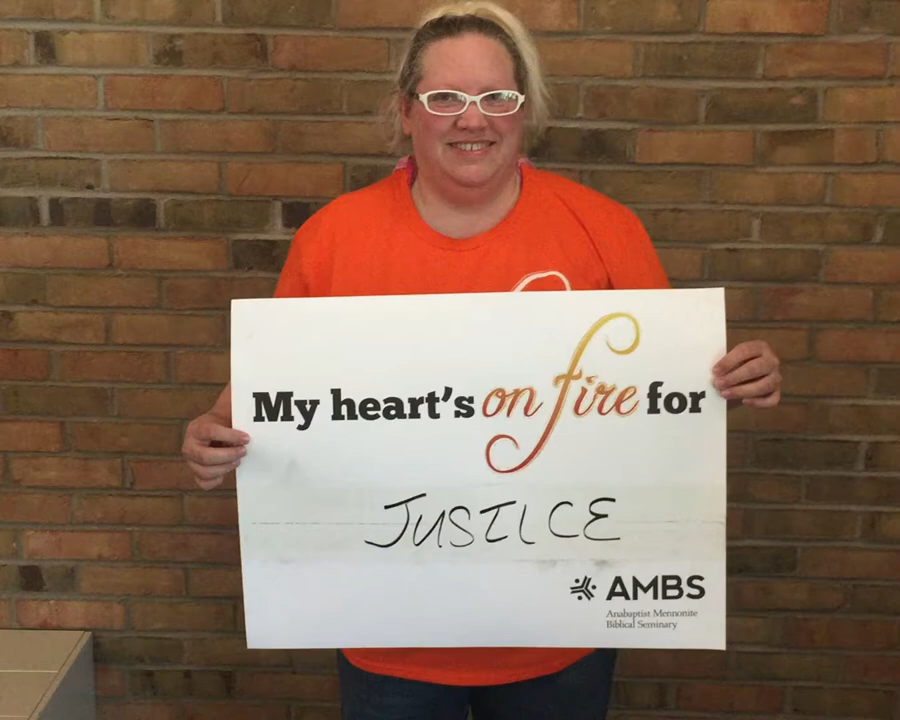 My heart's on fire for
JUSTICE
AMBS
Anabaptist Mennonite
Biblical Seminary